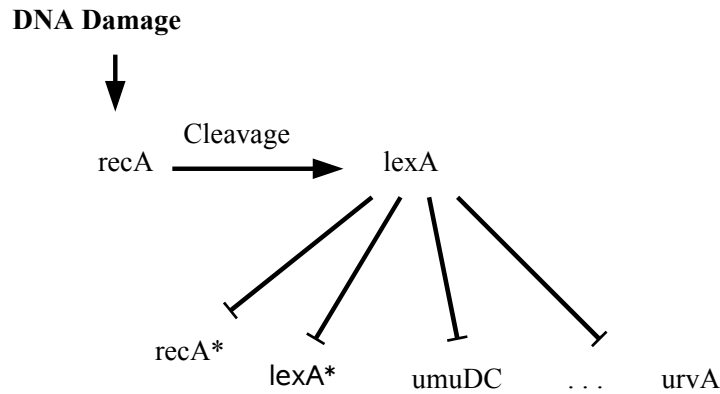 DNA Damage
Cleavage
recA lexA
recA*
lexA* umuDC . . . urvA